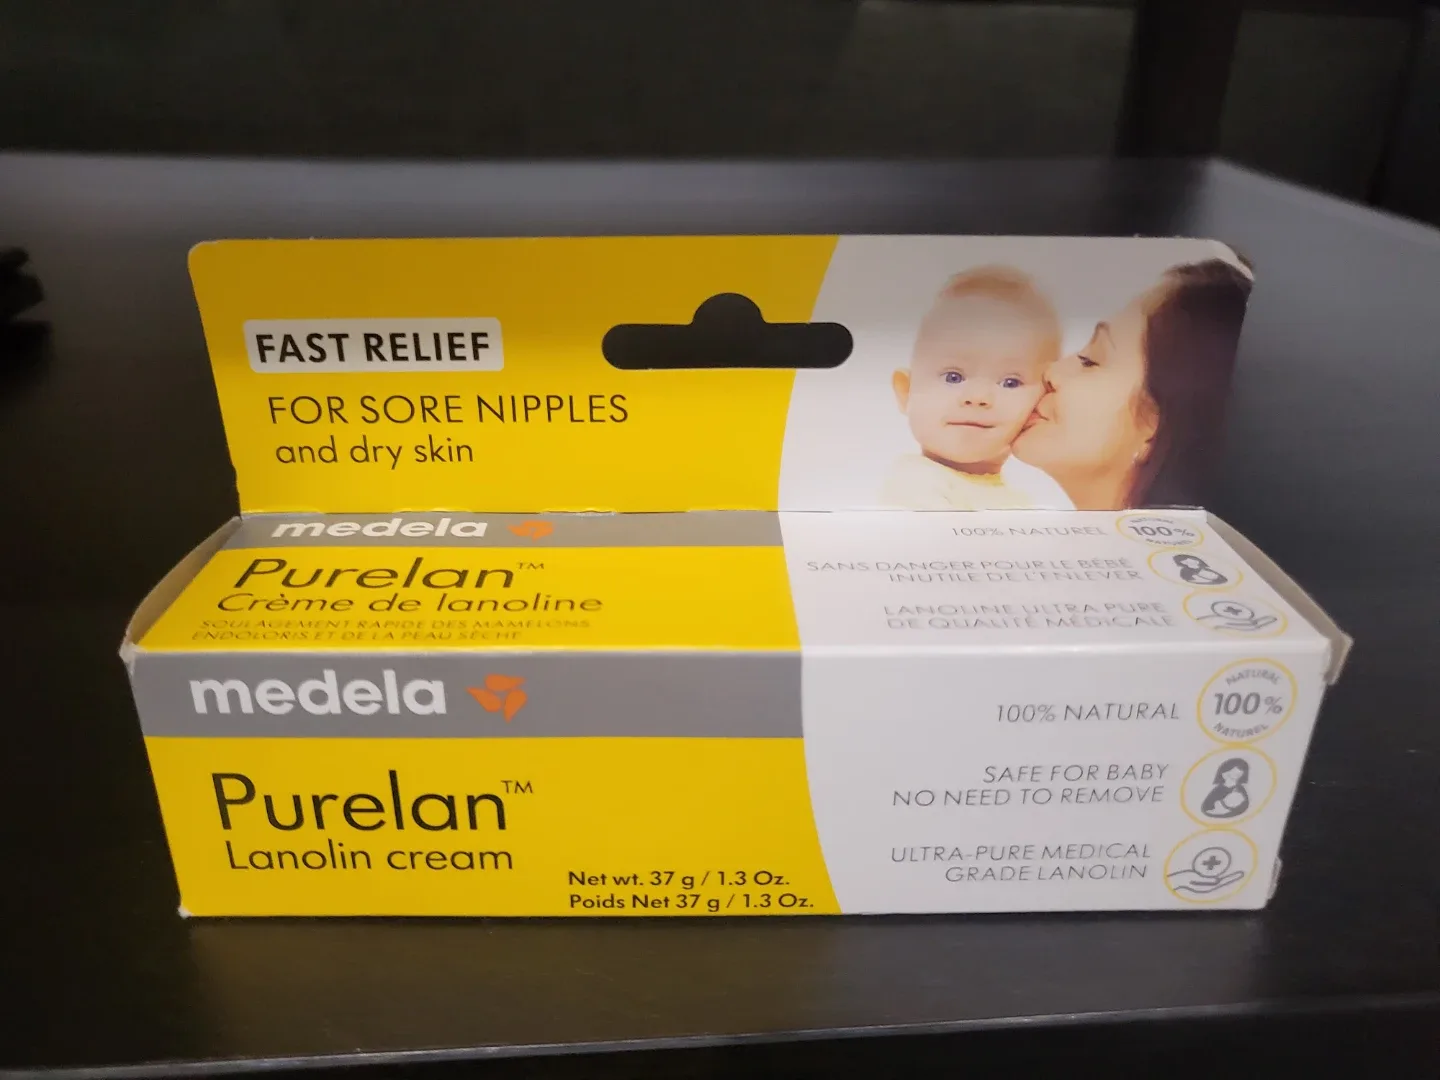 FAST RELIEF
FOR SORE NIPPLES
and dry skin
medela
Purelan™
Crème de lanoline
SOULAGEMENT RAPIDE DES MAMELONS
ENDOLORIS ET DE LA PEAU SÈCHE
100% NATUREL
NATURAL
100%
NATUREL
SANS DANGER POUR LE BÉBÉ
INUTILE DE L'ENLEVER
LANOLINE ULTRA PURE
DE QUALITÉ MÉDICALE
medela
Purelan™
Lanolin cream
Net wt. 37 g / 1.3 Oz.
Poids Net 37 g / 1.3 Oz.
100% NATURAL
NATURAL
100%
NATUREL
SAFE FOR BABY
NO NEED TO REMOVE
ULTRA-PURE MEDICAL
GRADE LANOLIN